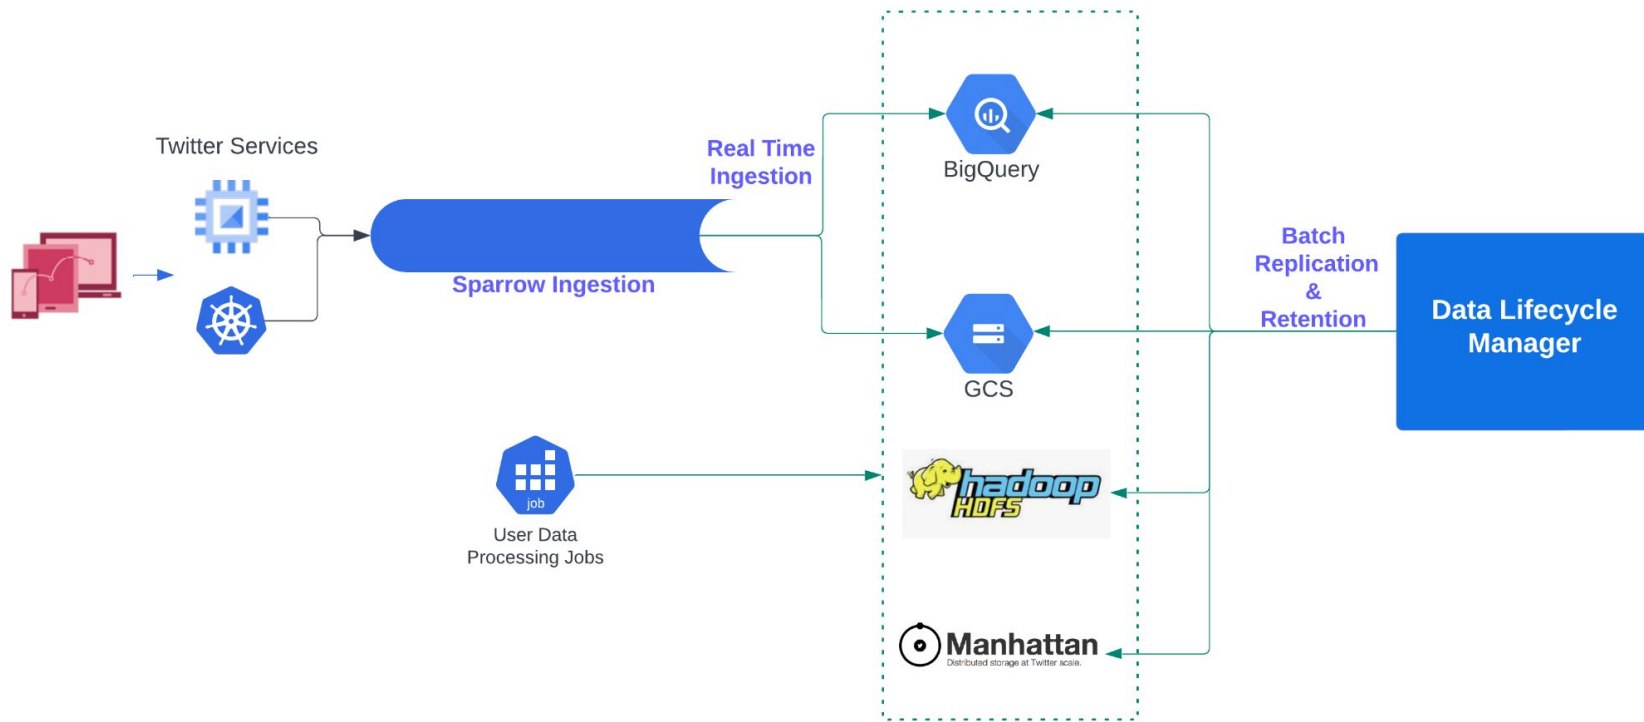 Twitter Services
Sparrow Ingestion
Real Time
Ingestion
BigQuery
GCS
job
User Data
Processing Jobs
hadoop
HDFS
Manhattan
Distributed storage at Twitter scale.
Batch
Replication
&
Retention
Data Lifecycle
Manager